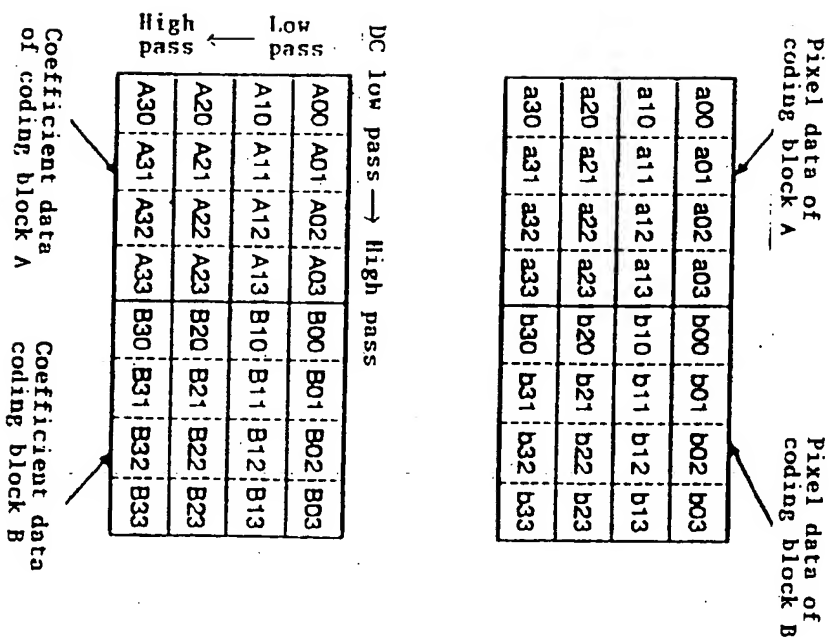 Pixel data of
coding block A
Pixel data of
coding block B
a00 a01 a02 a03 b00 b01 b02 b03
a10 a11 a12 a13 b10 b11 b12 b13
a20 a21 a22 a23 b20 b21 b22 b23
a30 a31 a32 a33 b30 b31 b32 b33
DC low pass → High pass
Low
pass
High
pass
A00 A01 A02 A03 B00 B01 B02 B03
A10 A11 A12 A13 B10 B11 B12 B13
A20 A21 A22 A23 B20 B21 B22 B23
A30 A31 A32 A33 B30 B31 B32 B33
Coefficient data
of coding block A
Coefficient data
coding block B